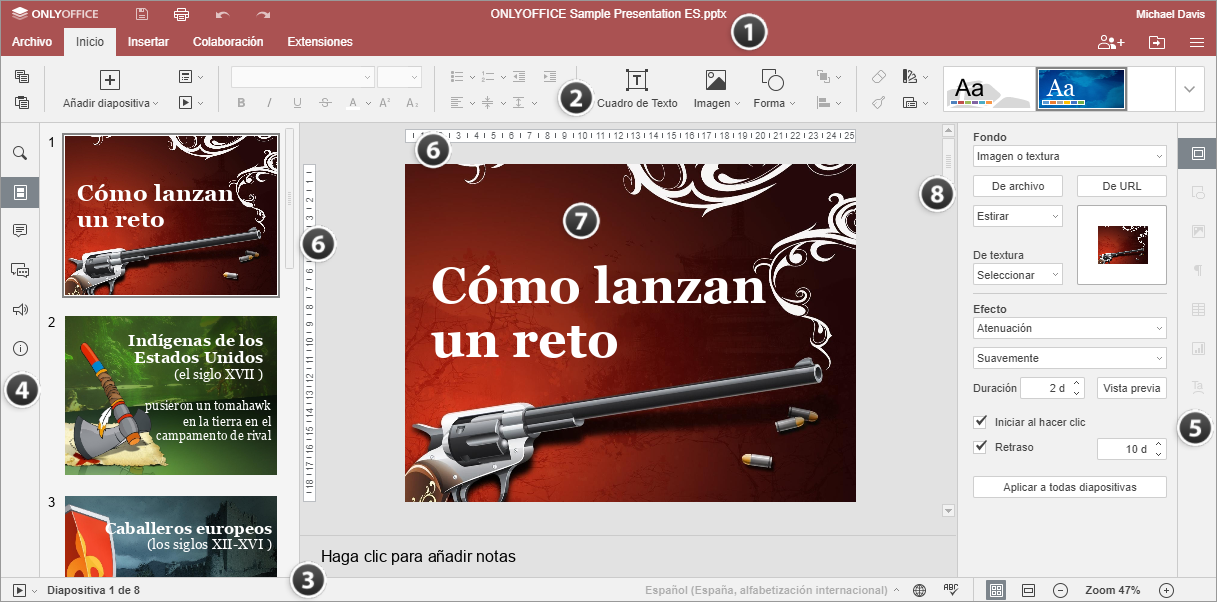 ONLYOFFICE
ONLYOFFICE Sample Presentation ES.pptx
Michael Davis
1
Archivo Inicio Insertar Colaboración Extensiones
Añadir diapositiva
B I U S A A² A₂
2
Cuadro de Texto
Imagen
Forma
Aa
Aa
1
Cómo lanzan
un reto
2
Indígenas de los
Estados Unidos
(el siglo XVII )
pusieron un tomahawk
en la tierra en el
campamento de rival
3
Caballeros europeos
(los siglos XII-XVI )
4
1 1 2 3 4 5 6 7 8 9 10 11 12 13 14 15 16 17 18 19 20 21 22 23 24 25
6
6
7
8
Cómo lanzan
un reto
Haga clic para añadir notas
Fondo
Imagen o textura
De archivo De URL
Estirar
De textura
Seleccionar
Efecto
Atenuación
Suavemente
Duración 2 d Vista previa
Iniciar al hacer clic
Retraso 10 d
5
Aplicar a todas diapositivas
3
Diapositiva 1 de 8
Español (España, alfabetización internacional)
ABC
Zoom 47%